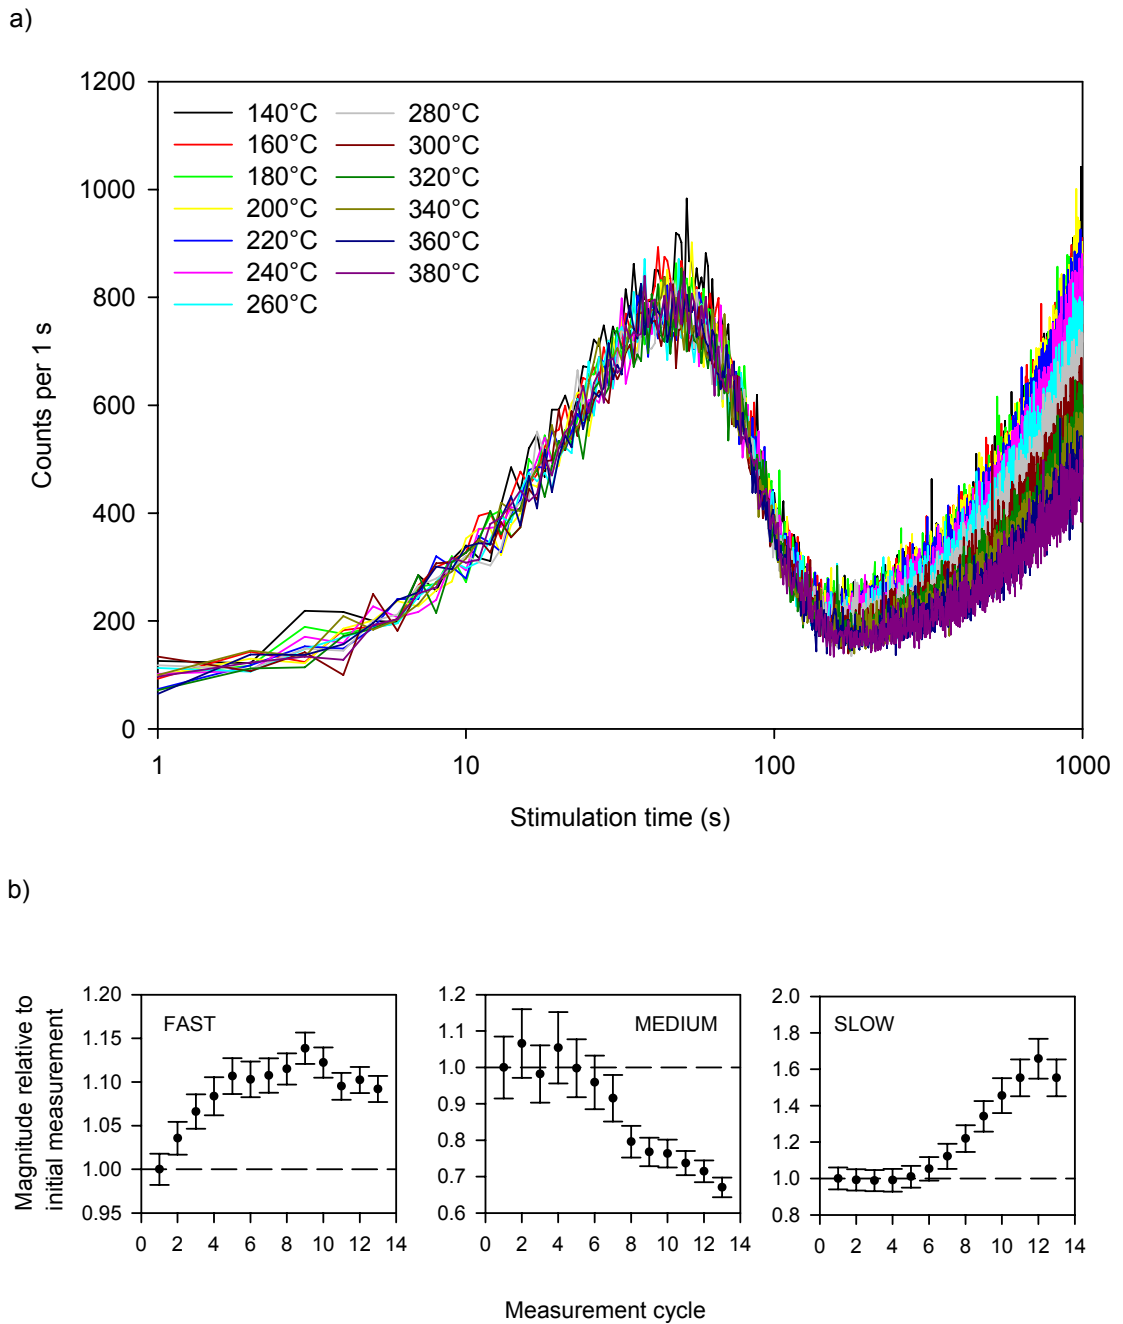 a)
1200
1000
800
600
400
200
0
Counts per 1 s
140°C
160°C
180°C
200°C
220°C
240°C
260°C
280°C
300°C
320°C
340°C
360°C
380°C
1 10 100 1000
Stimulation time (s)
b)
Magnitude relative to
initial measurement
1.20
1.15
1.10
1.05
1.00
0.95
FAST
0 2 4 6 8 10 12 14
1.2
1.1
1.0
0.9
0.8
0.7
0.6
MEDIUM
0 2 4 6 8 10 12 14
2.0
1.8
1.6
1.4
1.2
1.0
0.8
SLOW
0 2 4 6 8 10 12 14
Measurement cycle